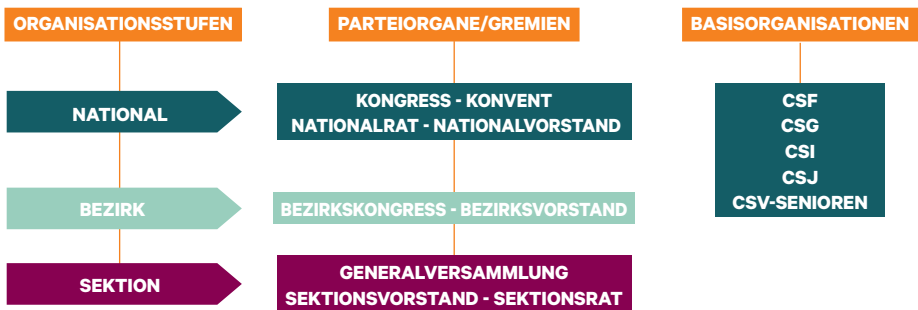 ORGANISATIONSSTUFEN
PARTEIORGANE/GREMIEN
BASISORGANISATIONEN
NATIONAL
KONGRESS - KONVENT
NATIONALRAT - NATIONALVORSTAND
CSF
CSG
CSI
CSJ
CSV-SENIOREN
BEZIRK
BEZIRKSKONGRESS - BEZIRKSVORSTAND
SEKTION
GENERALVERSAMMLUNG
SEKTIONSVORSTAND - SEKTIONSRAT